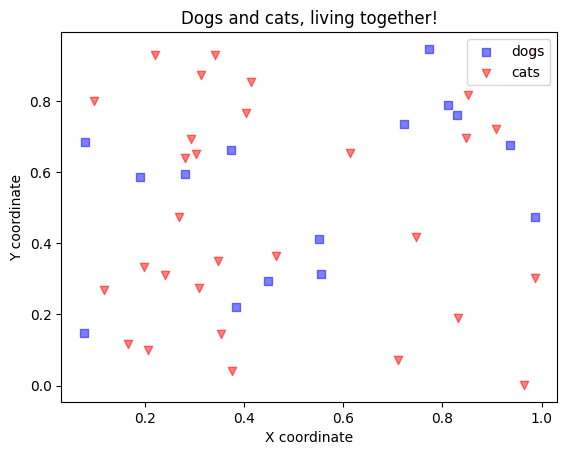 Dogs and cats, living together!
dogs
cats
Y coordinate
0.8
0.6
0.4
0.2
0.0
0.2 0.4 0.6 0.8 1.0
X coordinate